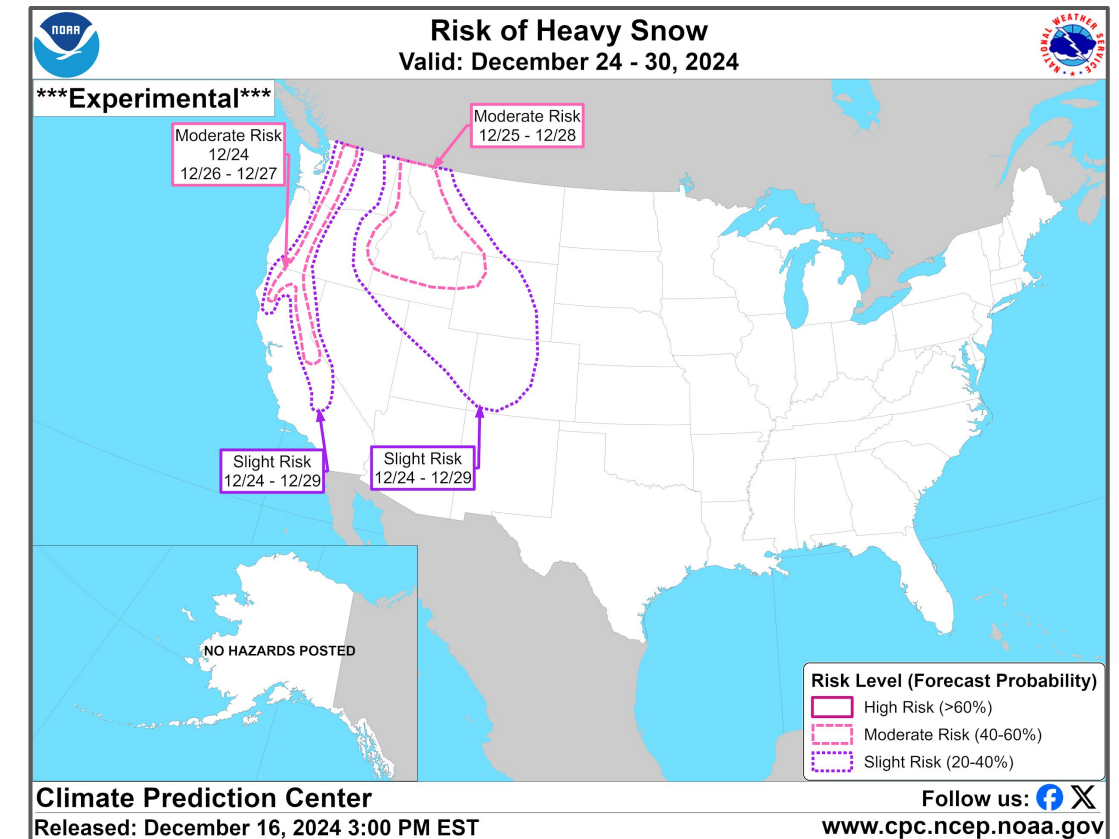 NOAA
Risk of Heavy Snow
Valid: December 24 - 30, 2024
NATIONAL WEATHER SERVICE
***Experimental***
Moderate Risk
12/24
12/26 - 12/27
Moderate Risk
12/25 - 12/28
Slight Risk
12/24 - 12/29
Slight Risk
12/24 - 12/29
NO HAZARDS POSTED
Risk Level (Forecast Probability)
High Risk (>60%)
Moderate Risk (40-60%)
Slight Risk (20-40%)
Climate Prediction Center
Follow us:
Released: December 16, 2024 3:00 PM EST
www.cpc.ncep.noaa.gov